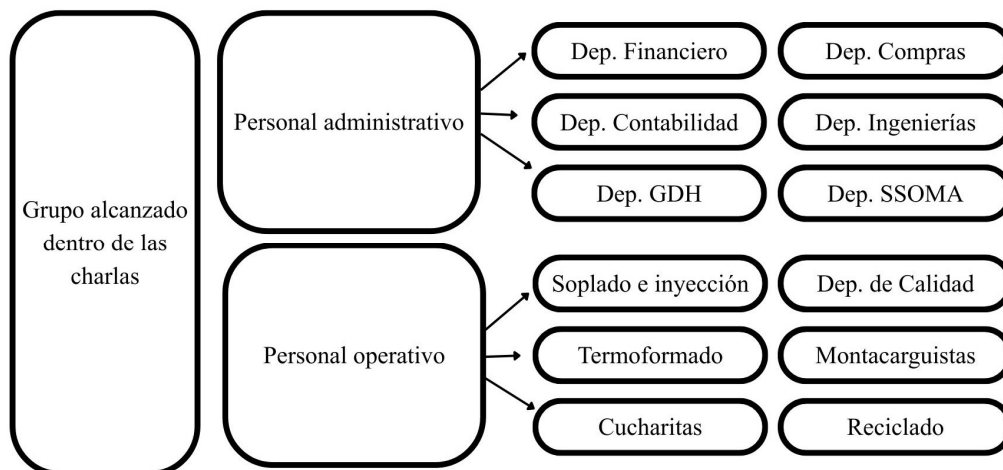 Grupo alcanzado
dentro de las
charlas
Personal administrativo
Dep. Financiero
Dep. Compras
Dep. Contabilidad
Dep. Ingenierías
Dep. GDH
Dep. SSOMA
Personal operativo
Soplado e inyección
Dep. de Calidad
Termoformado
Montacarguistas
Cucharitas
Reciclado